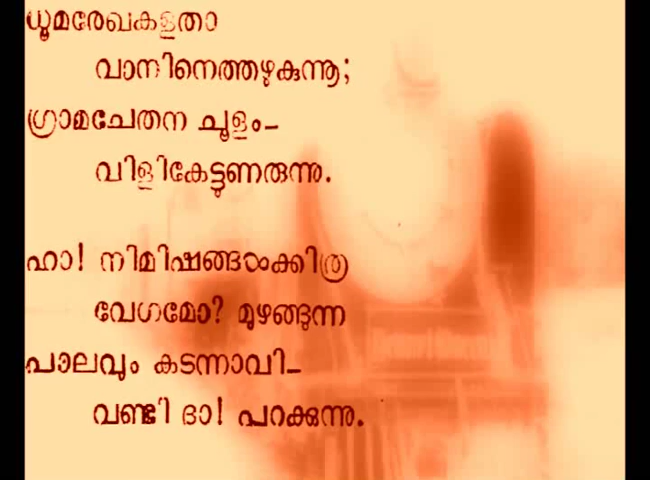 ധൂമരേഖകളതാ
വാനിനെത്തഴുകുന്നൂ;
ഗ്രാമചേതന ചൂളം–
വിളികേട്ടുണരുന്നു.
ഹാ! നിമിഷങ്ങൾക്കിത്ര
വേഗമോ? മുഴങ്ങുന്ന
പാലവും കടന്നാവി–
വണ്ടി ദാ! പറക്കുന്നു.